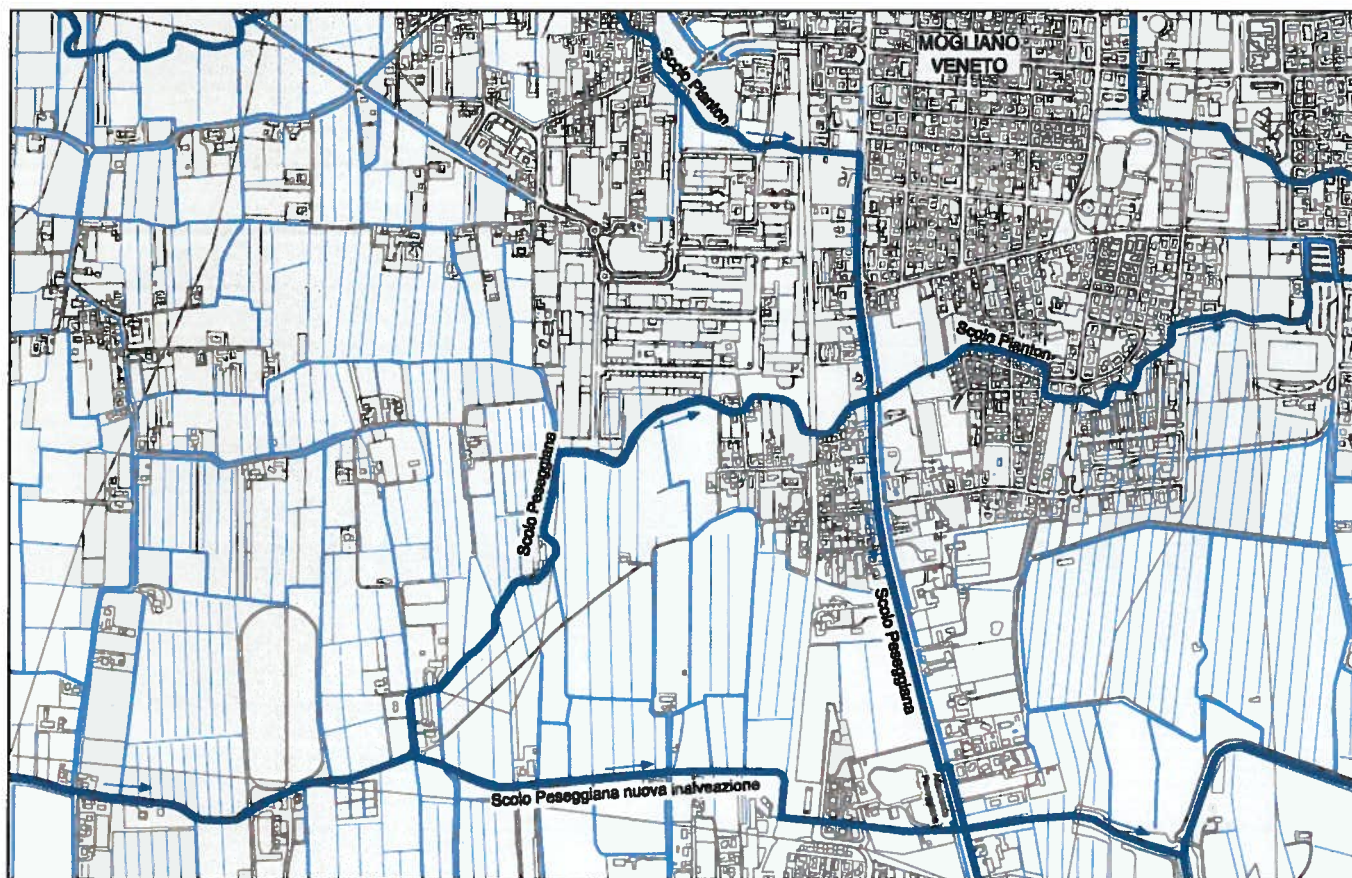 MOGLIANO
VENETO
Scolo Pianton
Scolo Pianton
Scolo Peseggiana
Scolo Peseggiana
Scolo Peseggiana nuova inalveazione